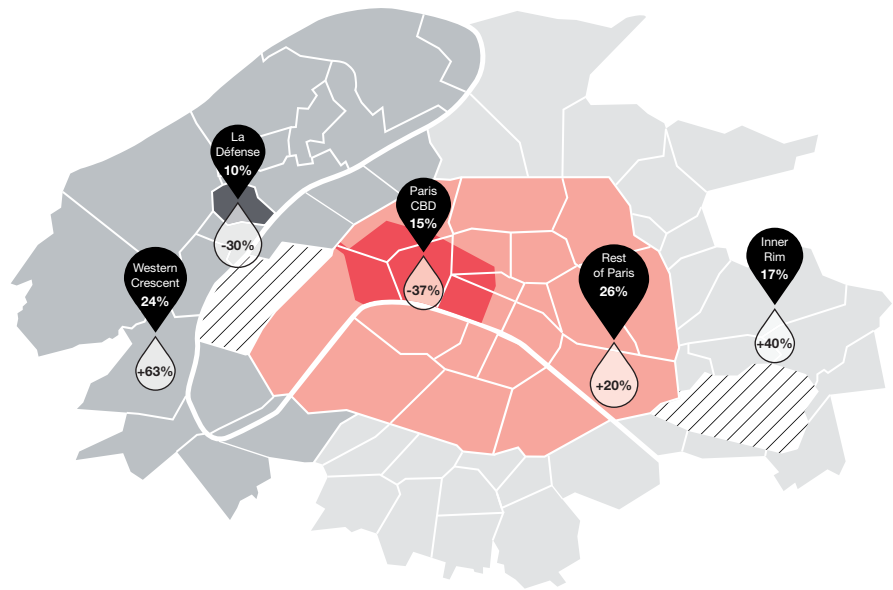 La
Défense
10%
-30%
Paris
CBD
15%
-37%
Western
Crescent
24%
+63%
Rest
of Paris
26%
+20%
Inner
Rim
17%
+40%